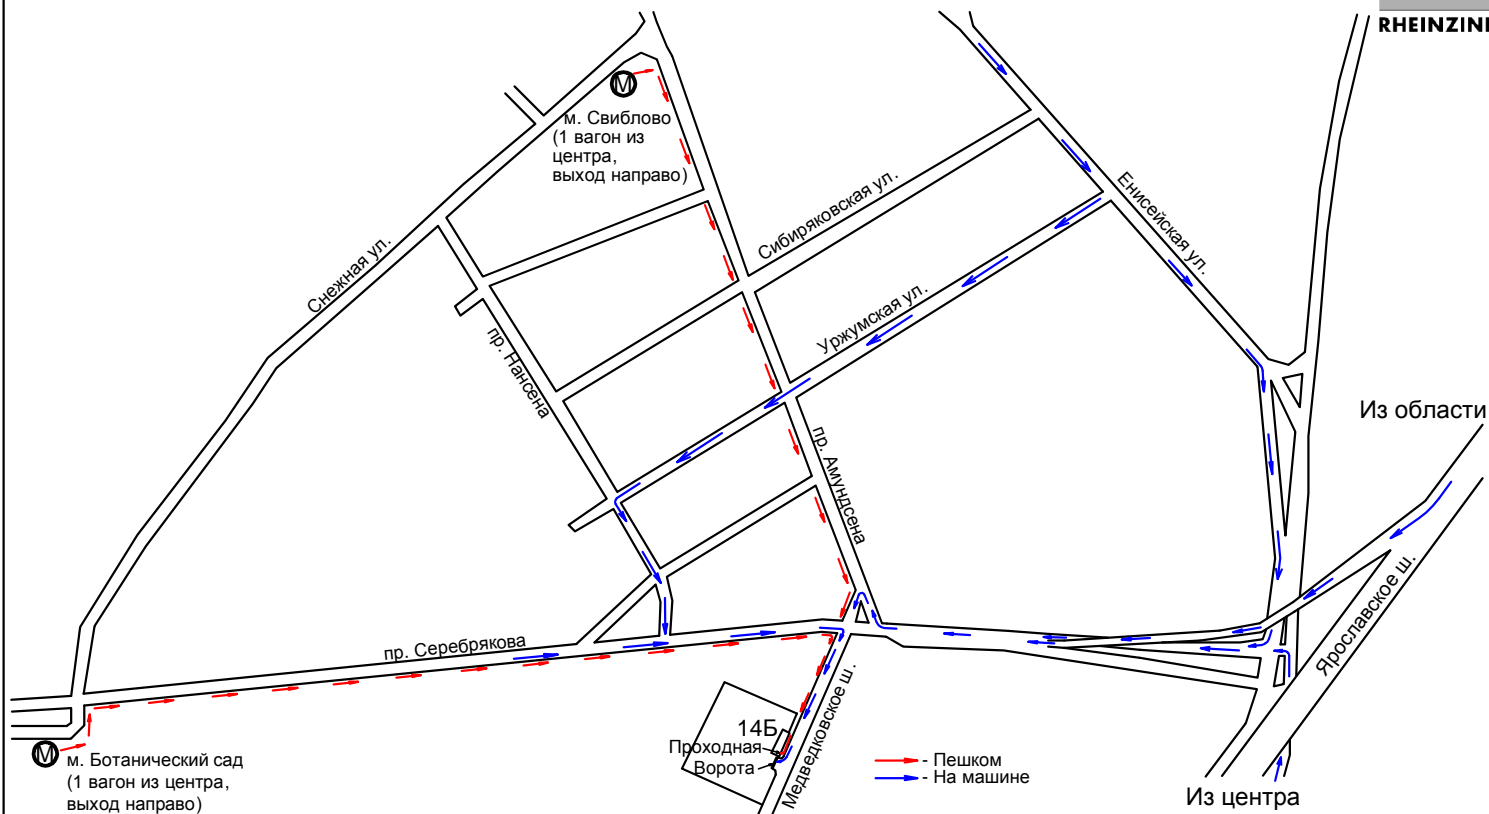 RHEINZIN
м. Свиблово
(1 вагон из
центра,
выход направо)
Снежная ул.
Сибиряковская ул.
Енисейская ул.
Уржумская ул.
пр. Нансена
Из области
пр. Амундсена
Ярославское ш.
пр. Серебрякова
Медведковское ш.
14Б
Проходная
Ворота
- Пешком
- На машине
м. Ботанический сад
(1 вагон из центра,
выход направо)
Из центра
М
М